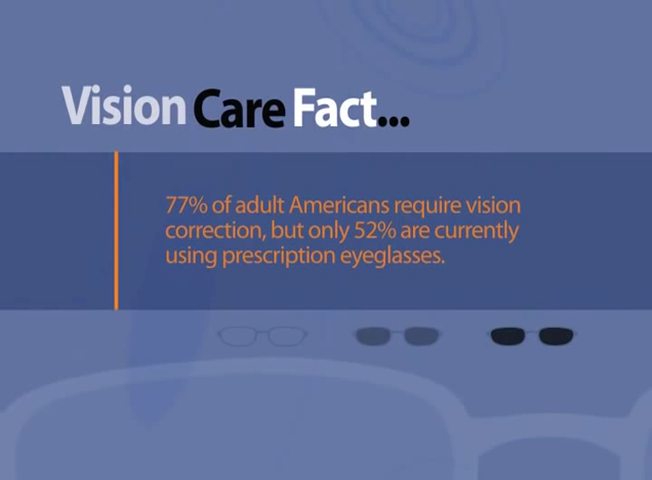 Vision Care Fact...
77% of adult Americans require vision
correction, but only 52% are currently
using prescription eyeglasses.